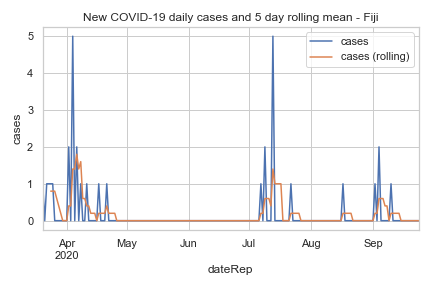 New COVID-19 daily cases and 5 day rolling mean - Fiji
cases
cases (rolling)
5
4
3
2
1
0
cases
Apr
2020
May
Jun
Jul
Aug
Sep
dateRep